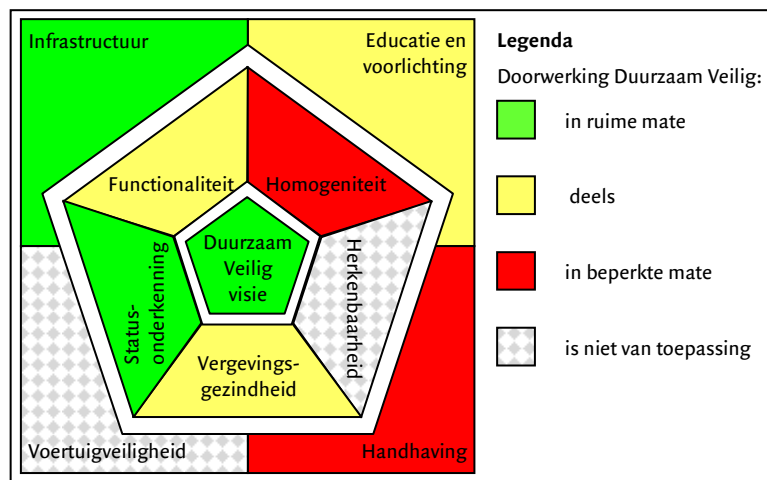 Infrastructuur
Educatie en
voorlichting
Functionaliteit
Homogeniteit
Duurzaam
Veilig
visie
Status-
onderkenning
Herkenbaarheid
Vergevings-
gezindheid
Voertuigveiligheid
Handhaving
Legenda
Doorwerking Duurzaam Veilig:
in ruime mate
deels
in beperkte mate
is niet van toepassing